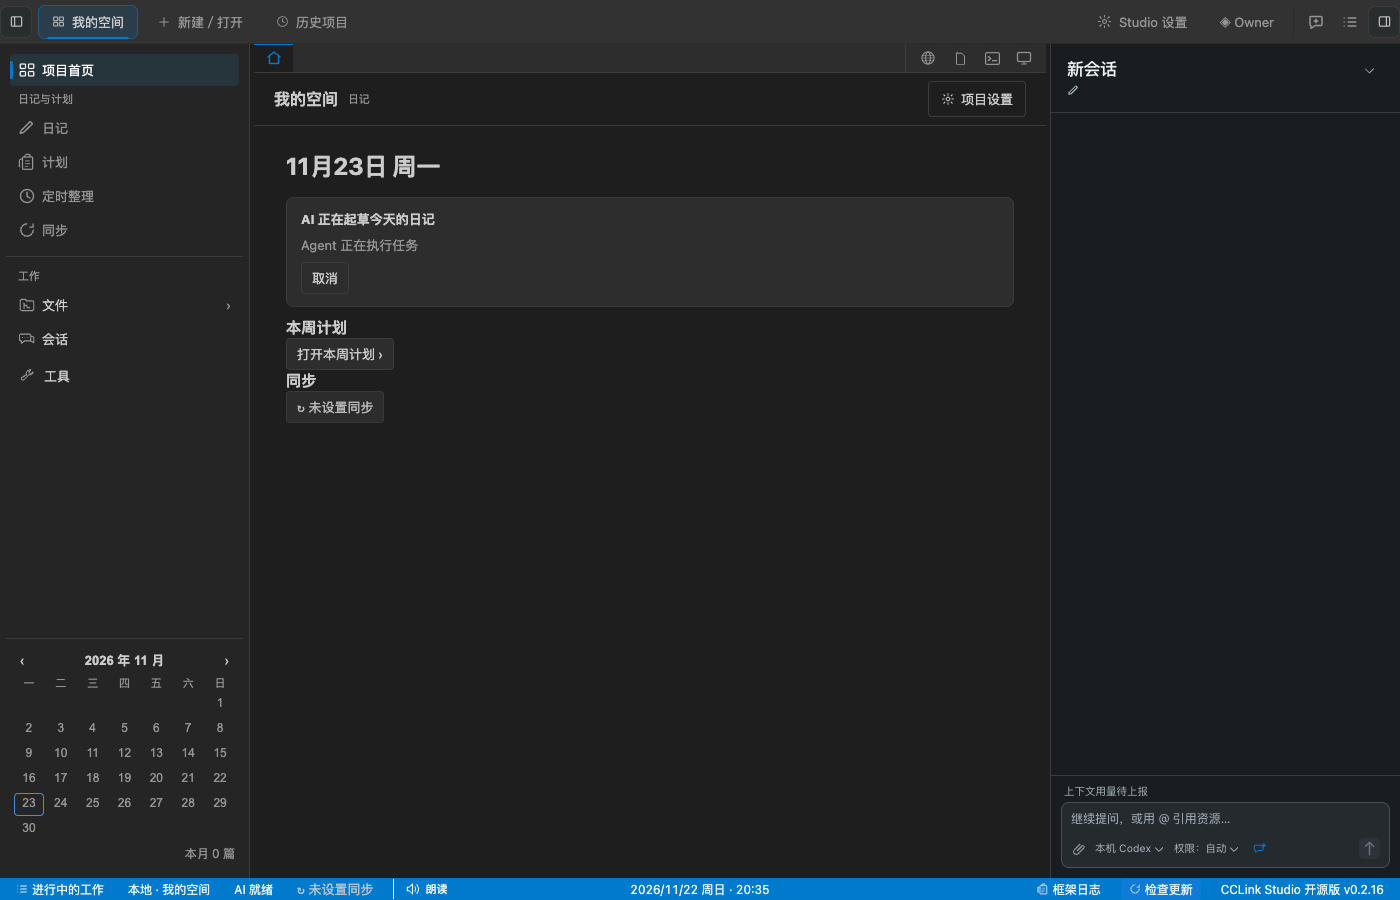 我的空间
新建 / 打开
历史项目
Studio 设置
Owner
项目首页
日记与计划
日记
计划
定时整理
同步
工作
文件
会话
工具
‹ 2026 年 11 月 ›
一 二 三 四 五 六 日
1
2 3 4 5 6 7 8
9 10 11 12 13 14 15
16 17 18 19 20 21 22
23 24 25 26 27 28 29
30
本月 0 篇
我的空间 日记
项目设置
11月23日 周一
AI 正在起草今天的日记
Agent 正在执行任务
取消
本周计划
打开本周计划 ›
同步
↻ 未设置同步
新会话
上下文用量待上报
继续提问，或用 @ 引用资源...
本机 Codex 权限：自动
进行中的工作 本地 · 我的空间 AI 就绪 ↻ 未设置同步 朗读 2026/11/22 周日 · 20:35 框架日志 检查更新 CCLink Studio 开源版 v0.2.16